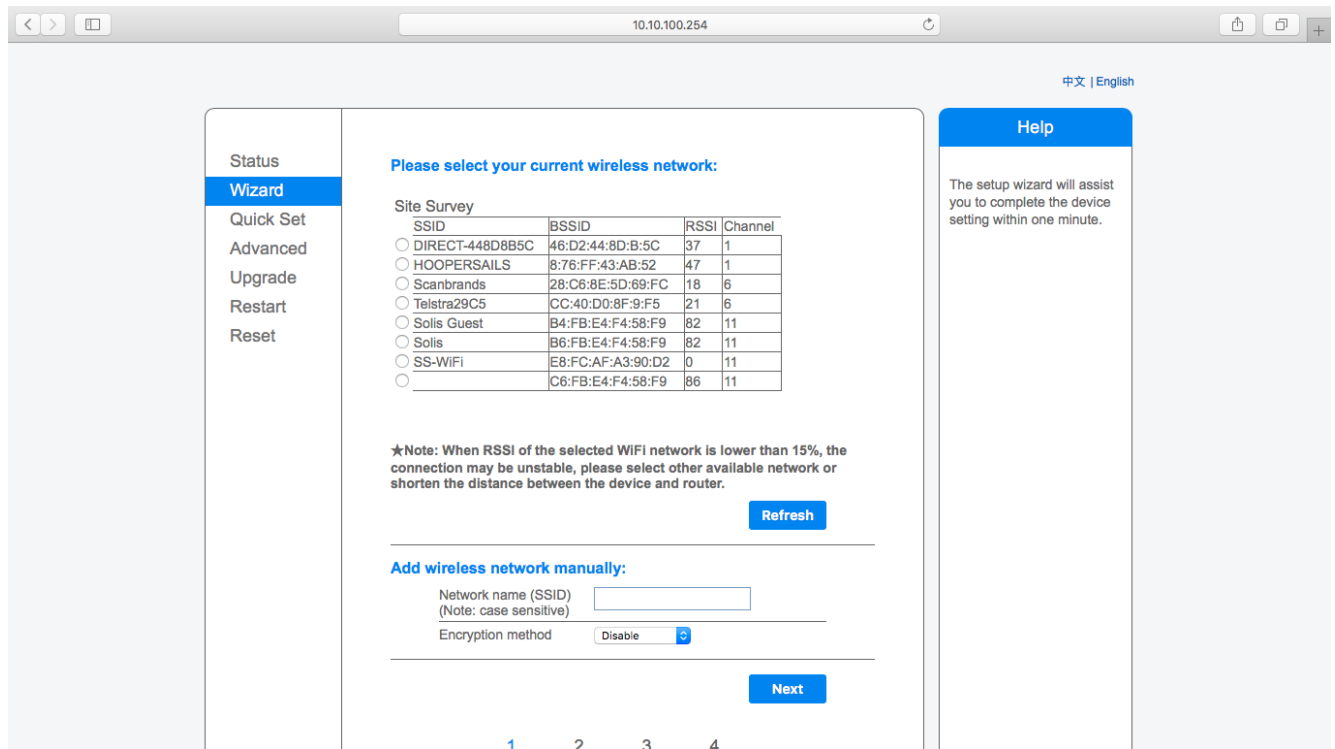 10.10.100.254
中文 | English
Status
Wizard
Quick Set
Advanced
Upgrade
Restart
Reset
Please select your current wireless network:
Site Survey
SSID BSSID RSSI Channel
DIRECT-448D8B5C 46:D2:44:8D:B:5C 37 1
HOOPERSAILS 8:76:FF:43:AB:52 47 1
Scanbrands 28:C6:8E:5D:69:FC 18 6
Telstra29C5 CC:40:D0:8F:9:F5 21 6
Solis Guest B4:FB:E4:F4:58:F9 82 11
Solis B6:FB:E4:F4:58:F9 82 11
SS-WiFi E8:FC:AF:A3:90:D2 0 11
C6:FB:E4:F4:58:F9 86 11
★Note: When RSSI of the selected WiFi network is lower than 15%, the
connection may be unstable, please select other available network or
shorten the distance between the device and router.
Refresh
Add wireless network manually:
Network name (SSID)
(Note: case sensitive)
Encryption method Disable
Next
1 2 3 4
Help
The setup wizard will assist
you to complete the device
setting within one minute.